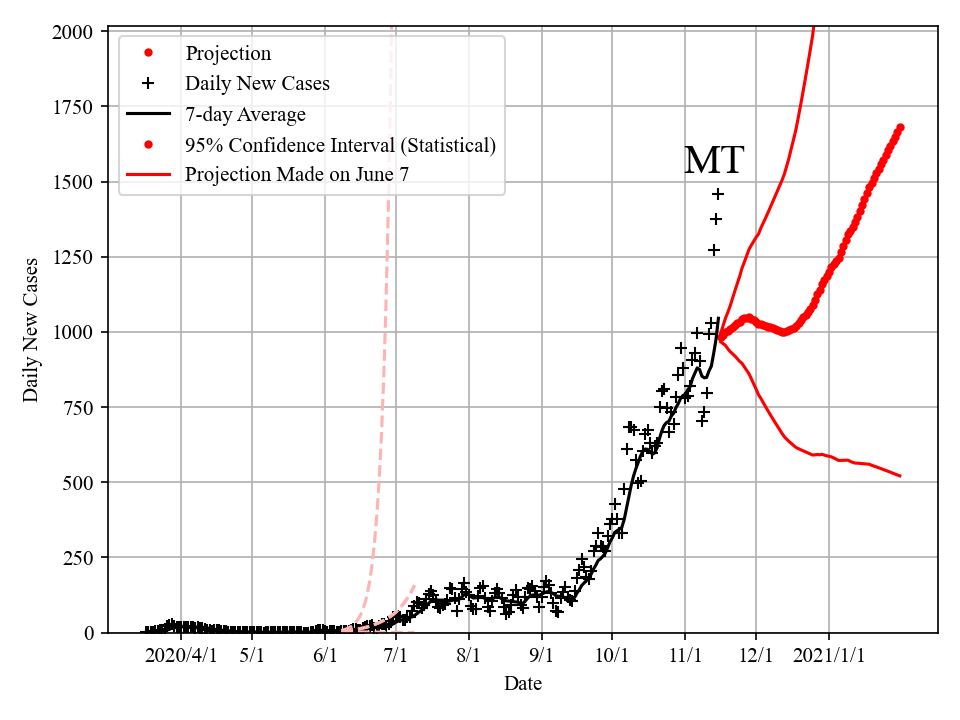 2000
1750
1500
1250
1000
750
500
250
0
Daily New Cases
Projection
Daily New Cases
7-day Average
95% Confidence Interval (Statistical)
Projection Made on June 7
MT
2020/4/1 5/1 6/1 7/1 8/1 9/1 10/1 11/1 12/1 2021/1/1
Date